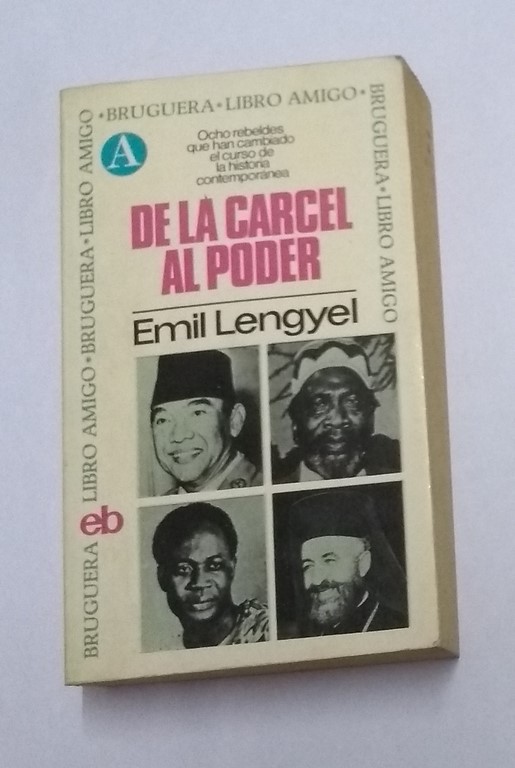 •BRUGUERA•LIBRO AMIGO•
BRUGUERA•LIBRO AMIGO
BRUGUERA eb LIBRO AMIGO•BRUGUERA•LIBRO AMIGO
A
Ocho rebeldes
que han cambiado
el curso de
la historia
contemporánea
DE LA CARCEL
AL PODER
Emil Lengyel